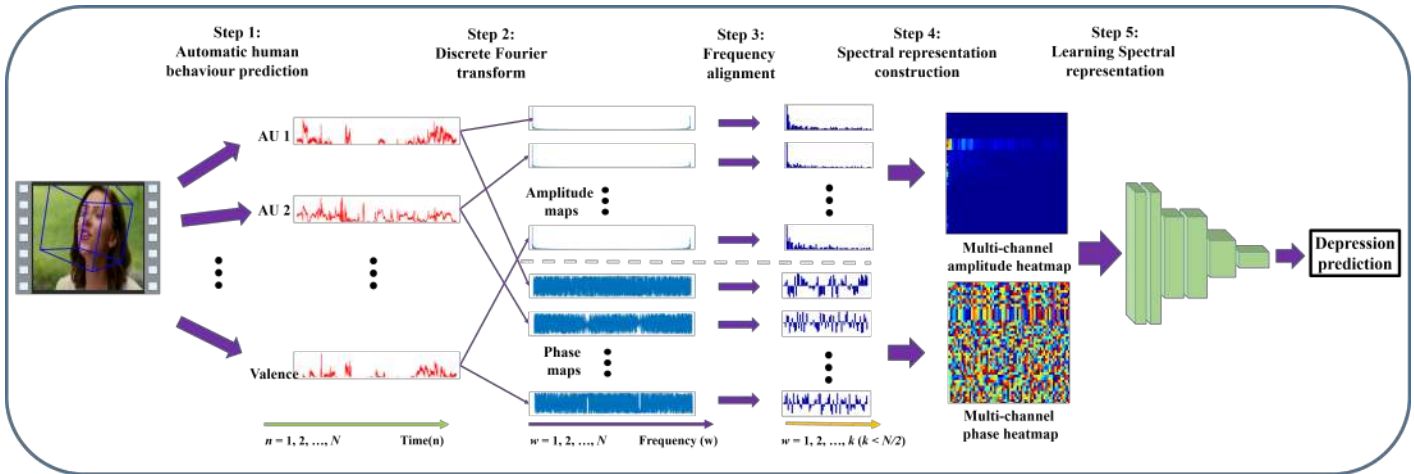 Step 1:
Automatic human
behaviour prediction
Step 2:
Discrete Fourier
transform
Step 3:
Frequency
alignment
Step 4:
Spectral representation
construction
Step 5:
Learning Spectral
representation
AU 1
AU 2
Valence
n = 1, 2, …, N
Time(n)
Amplitude
maps
Phase
maps
w = 1, 2, …, N
Frequency (w)
w = 1, 2, …, k (k < N/2)
Multi-channel
amplitude heatmap
Multi-channel
phase heatmap
Depression
prediction